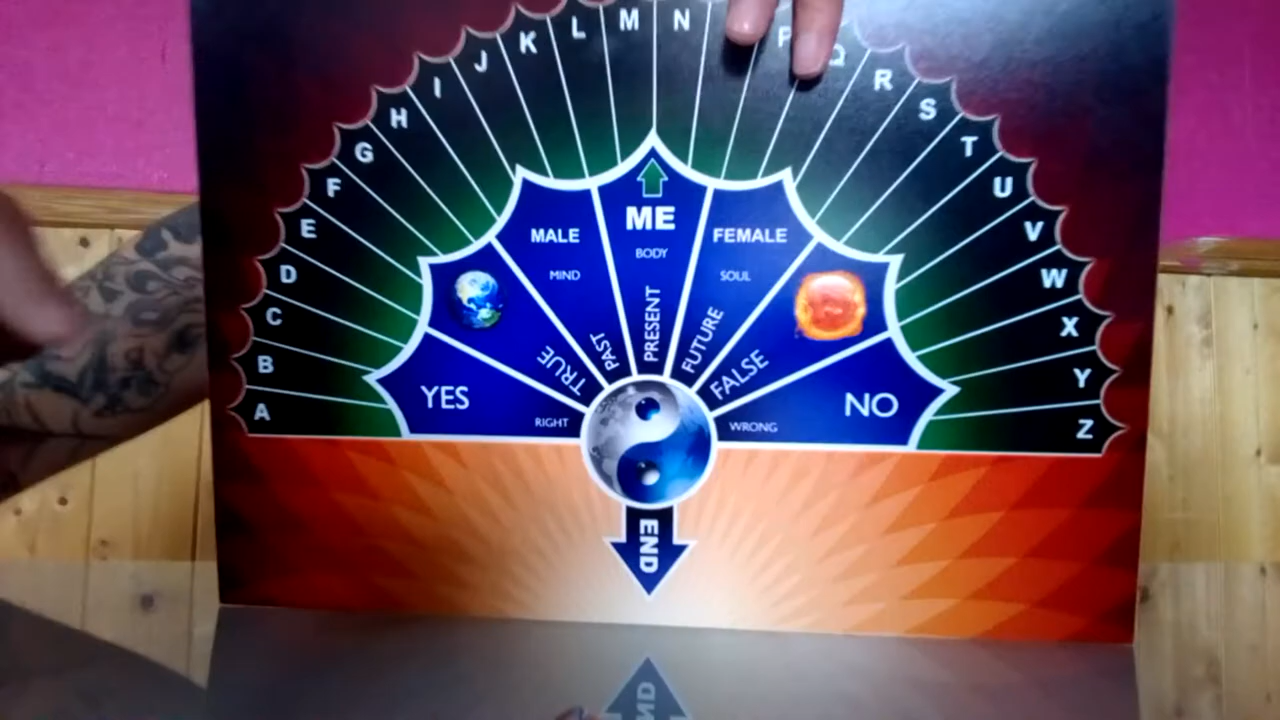 A
B
C
D
E
F
G
H
I
J
K
L
M
N
P
Q
R
S
T
U
V
W
X
Y
Z
YES
RIGHT
TRUE
MALE
MIND
PAST
ME
BODY
PRESENT
FEMALE
SOUL
FUTURE
FALSE
NO
WRONG
END